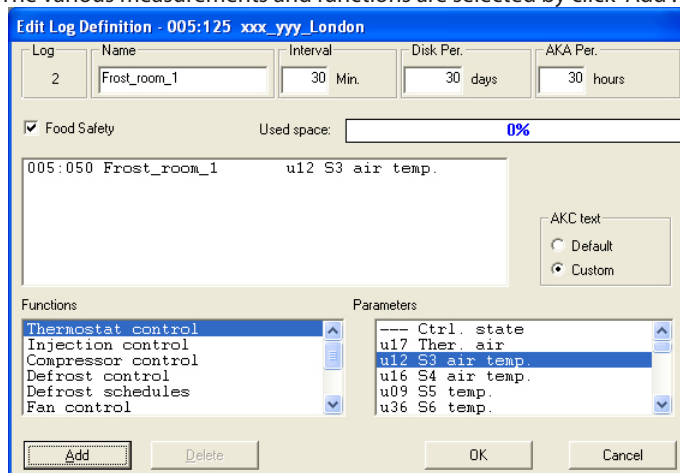 The various measurements and functions are selected by click "Add".
Edit Log Definition - 005:125 xxx_yyy_London
Log Name Interval Disk Per. AKA Per.
2 Frost_room_1 30 Min. 30 days 30 hours
Food Safety Used space: 0%
005:050 Frost_room_1 u12 S3 air temp.
AKC text
Default
Custom
Functions
Thermostat control
Injection control
Compressor control
Defrost control
Defrost schedules
Fan control
Parameters
--- Ctrl. state
u17 Ther. air
u12 S3 air temp.
u16 S4 air temp.
u09 S5 temp.
u36 S6 temp.
Add Delete OK Cancel